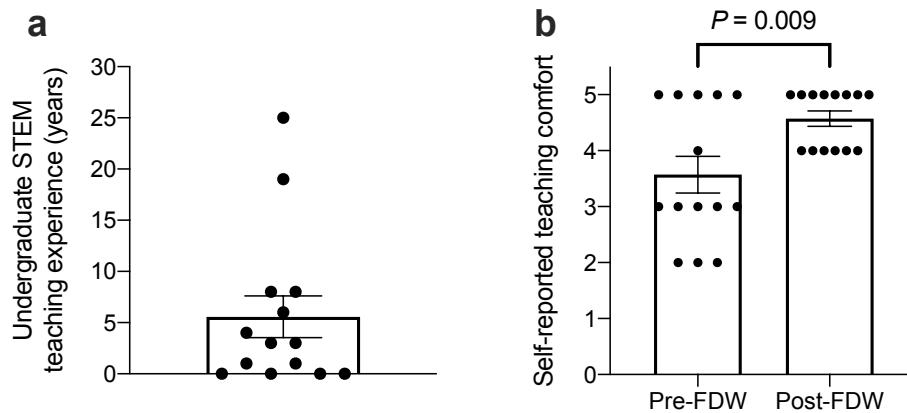 a
Undergraduate STEM
teaching experience (years)
30
25
20
15
10
5
0
b
P = 0.009
Self-reported teaching comfort
5
4
3
2
1
0
Pre-FDW Post-FDW